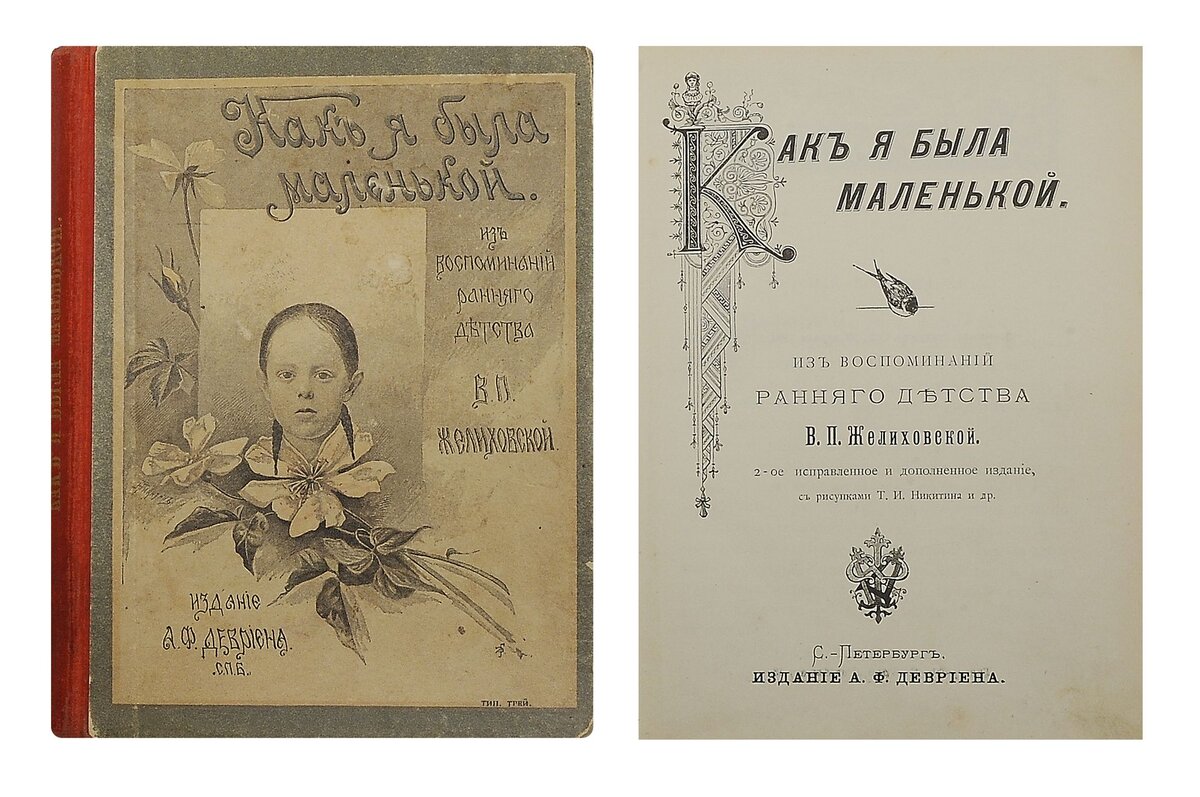 Какъ я была
маленькой.
изъ
воспоминаній
ранняго
дѣтства
В. П.
Желиховской.
изданіе
А. Ф. Девріена.
С.П.Б.
ТИП. ТРЕЙ.
КАКЪ Я БЫЛА
МАЛЕНЬКОЙ.
ИЗЪ ВОСПОМИНАНІЙ
РАННЯГО ДѢТСТВА
В. П. Желиховской.
2-ое исправленное и дополненное изданіе,
съ рисунками Т. И. Никитина и др.
С.-Петербургъ.
ИЗДАНІЕ А. Ф. ДЕВРІЕНА.